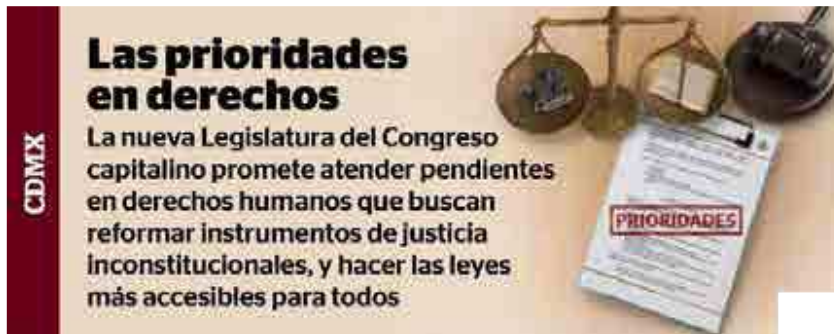 CDMX
Las prioridades
en derechos
La nueva Legislatura del Congreso
capitalino promete atender pendientes
en derechos humanos que buscan
reformar instrumentos de justicia
inconstitucionales, y hacer las leyes
más accesibles para todos
PRIORIDADES